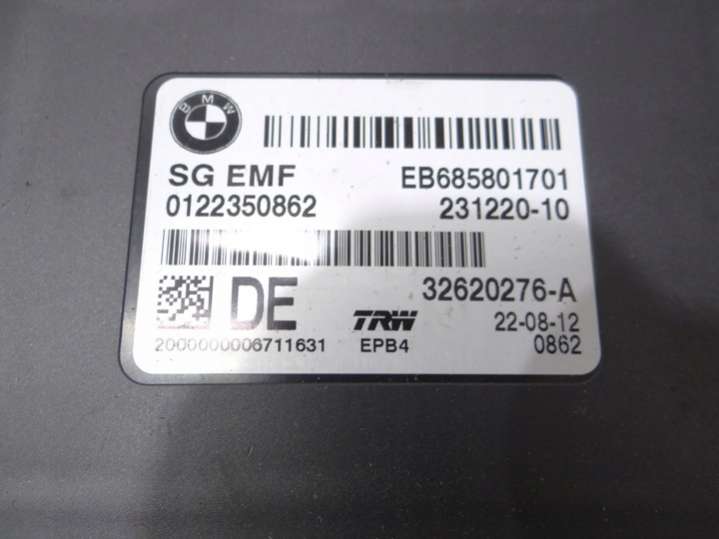 BMW
SG EMF EB685801701
0122350862 231220-10
32620276-A
DE
TRW 22-08-12
2000000006711631 EPB4 0862